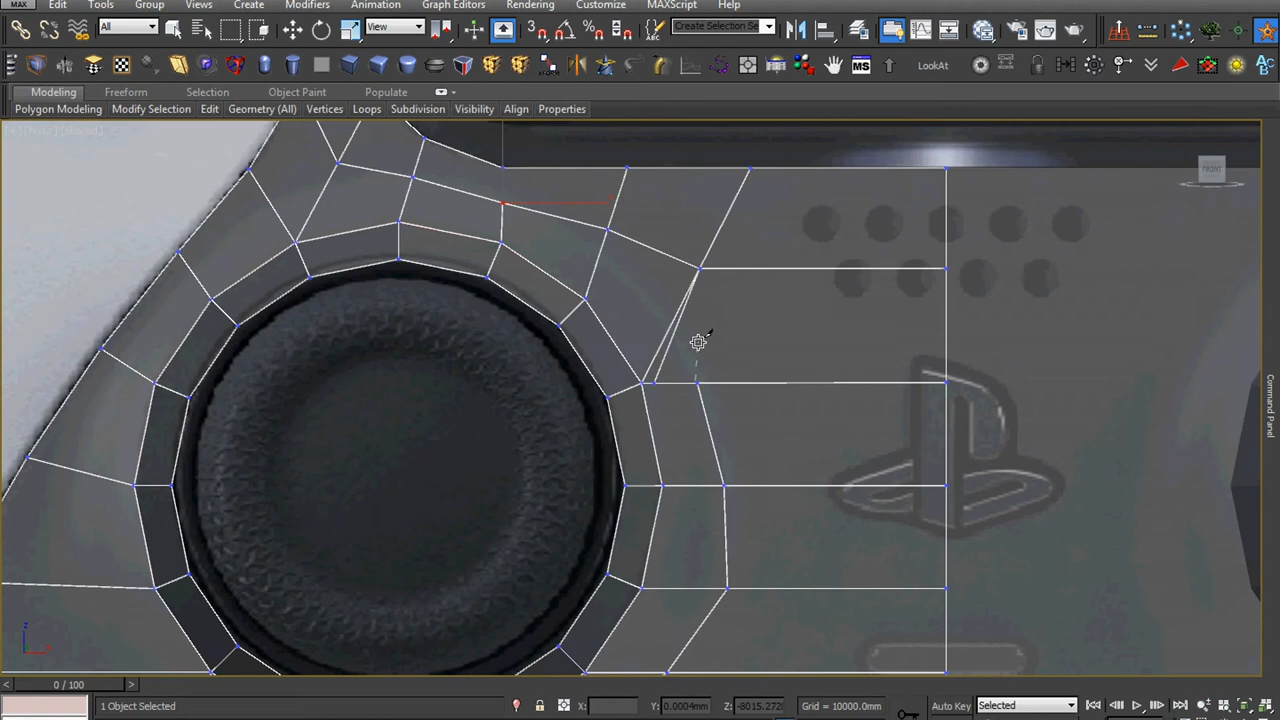 MAX Edit Tools Group Views Create Modifiers Animation Graph Editors Rendering Customize MAXScript Help
All View 3 Create Selection Se
MS LookAt
Modeling Freeform Selection Object Paint Populate
Polygon Modeling Modify Selection Edit Geometry (All) Vertices Loops Subdivision Visibility Align Properties
FRONT
Command Panel
z
0 / 100
1 Object Selected X: Y: 0.0004mm Z: -8015.272 Grid = 10000.0mm Auto Key Selected